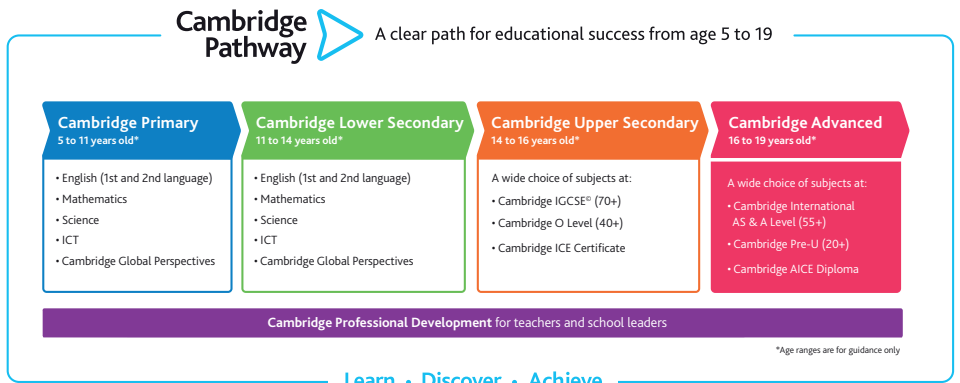 Cambridge
Pathway
A clear path for educational success from age 5 to 19
Cambridge Primary
5 to 11 years old*
• English (1st and 2nd language)
• Mathematics
• Science
• ICT
• Cambridge Global Perspectives
Cambridge Lower Secondary
11 to 14 years old*
• English (1st and 2nd language)
• Mathematics
• Science
• ICT
• Cambridge Global Perspectives
Cambridge Upper Secondary
14 to 16 years old*
A wide choice of subjects at:
• Cambridge IGCSE© (70+)
• Cambridge O Level (40+)
• Cambridge ICE Certificate
Cambridge Advanced
16 to 19 years old*
A wide choice of subjects at:
• Cambridge International
AS & A Level (55+)
• Cambridge Pre-U (20+)
• Cambridge AICE Diploma
Cambridge Professional Development for teachers and school leaders
*Age ranges are for guidance only
Learn • Discover • Achieve